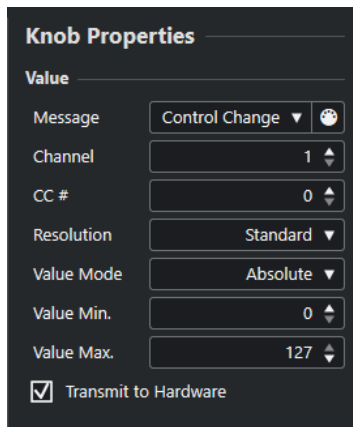 Knob Properties
Value
Message Control Change
Channel 1
CC # 0
Resolution Standard
Value Mode Absolute
Value Min. 0
Value Max. 127
Transmit to Hardware